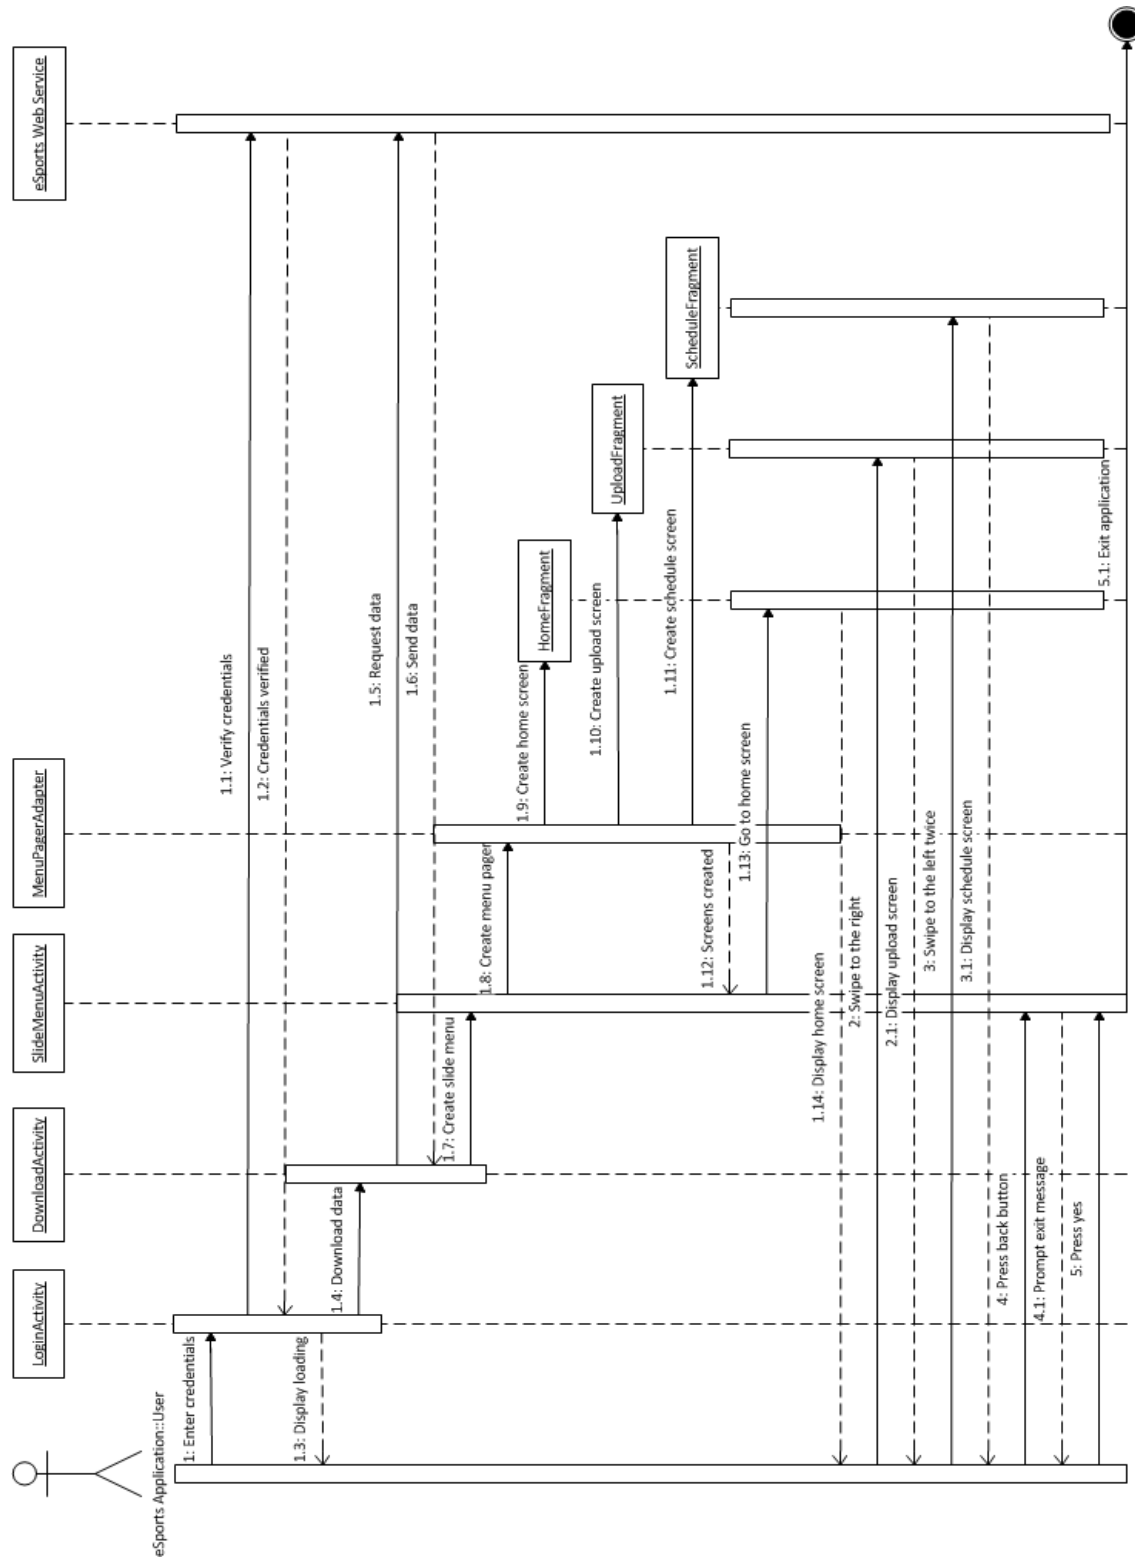 eSports Application::User
LoginActivity
DownloadActivity
SlideMenuActivity
MenuPagerAdapter
eSports Web Service
1: Enter credentials
1.1: Verify credentials
1.2: Credentials verified
1.3: Display loading
1.4: Download data
1.5: Request data
1.6: Send data
1.7: Create slide menu
1.8: Create menu pager
1.9: Create home screen
HomeFragment
1.10: Create upload screen
UploadFragment
1.11: Create schedule screen
ScheduleFragment
1.12: Screens created
1.13: Go to home screen
1.14: Display home screen
2: Swipe to the right
2.1: Display upload screen
3: Swipe to the left twice
3.1: Display schedule screen
4: Press back button
4.1: Prompt exit message
5: Press yes
5.1: Exit application